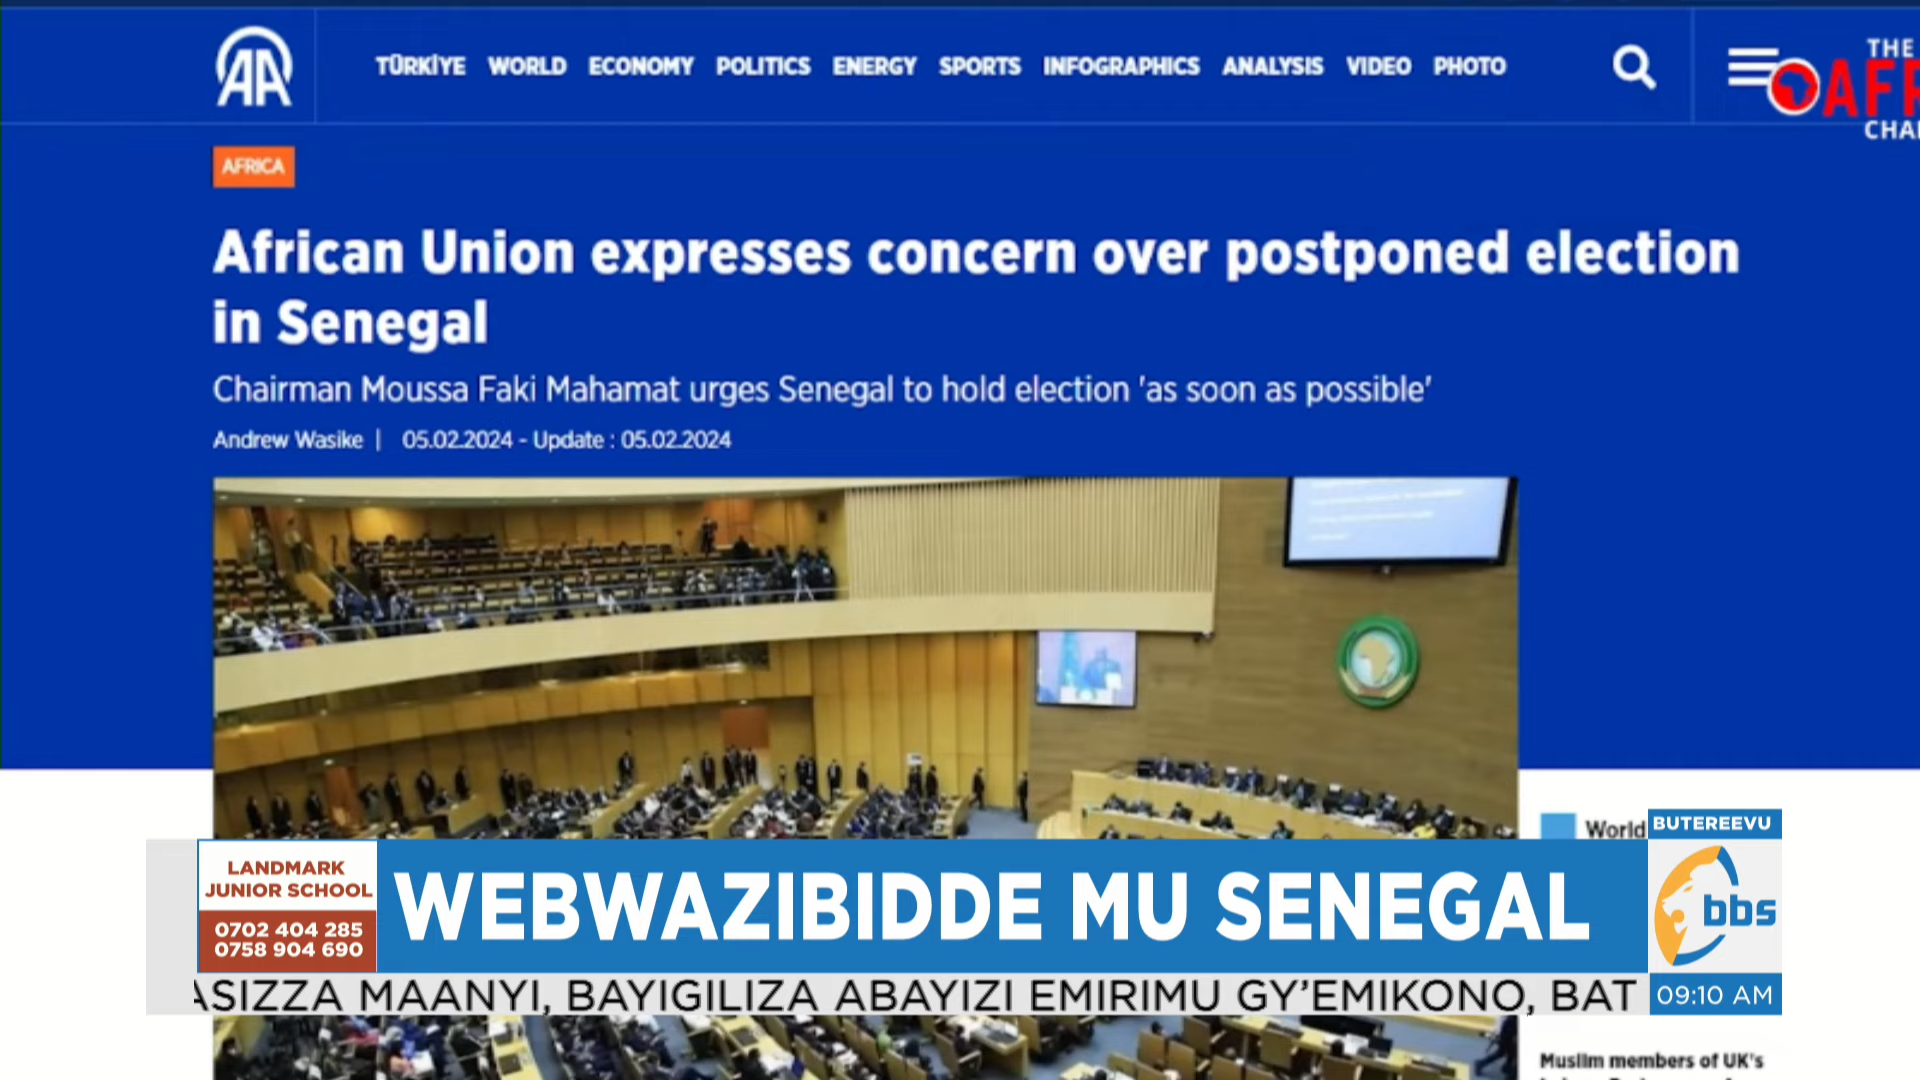 AA
TÜRKİYE WORLD ECONOMY POLITICS ENERGY SPORTS INFOGRAPHICS ANALYSIS VIDEO PHOTO
THE
CHA
AFRICA
African Union expresses concern over postponed election
in Senegal
Chairman Moussa Faki Mahamat urges Senegal to hold election 'as soon as possible'
Andrew Wasike | 05.02.2024 - Update : 05.02.2024
World
BUTEREEVU
LANDMARK
JUNIOR SCHOOL
0702 404 285
0758 904 690
WEBWAZIBIDDE MU SENEGAL
bbs
ASIZZA MAANYI, BAYIGILIZA ABAYIZI EMIRIMU GY'EMIKONO, BAT
09:10 AM
Muslim members of UK's